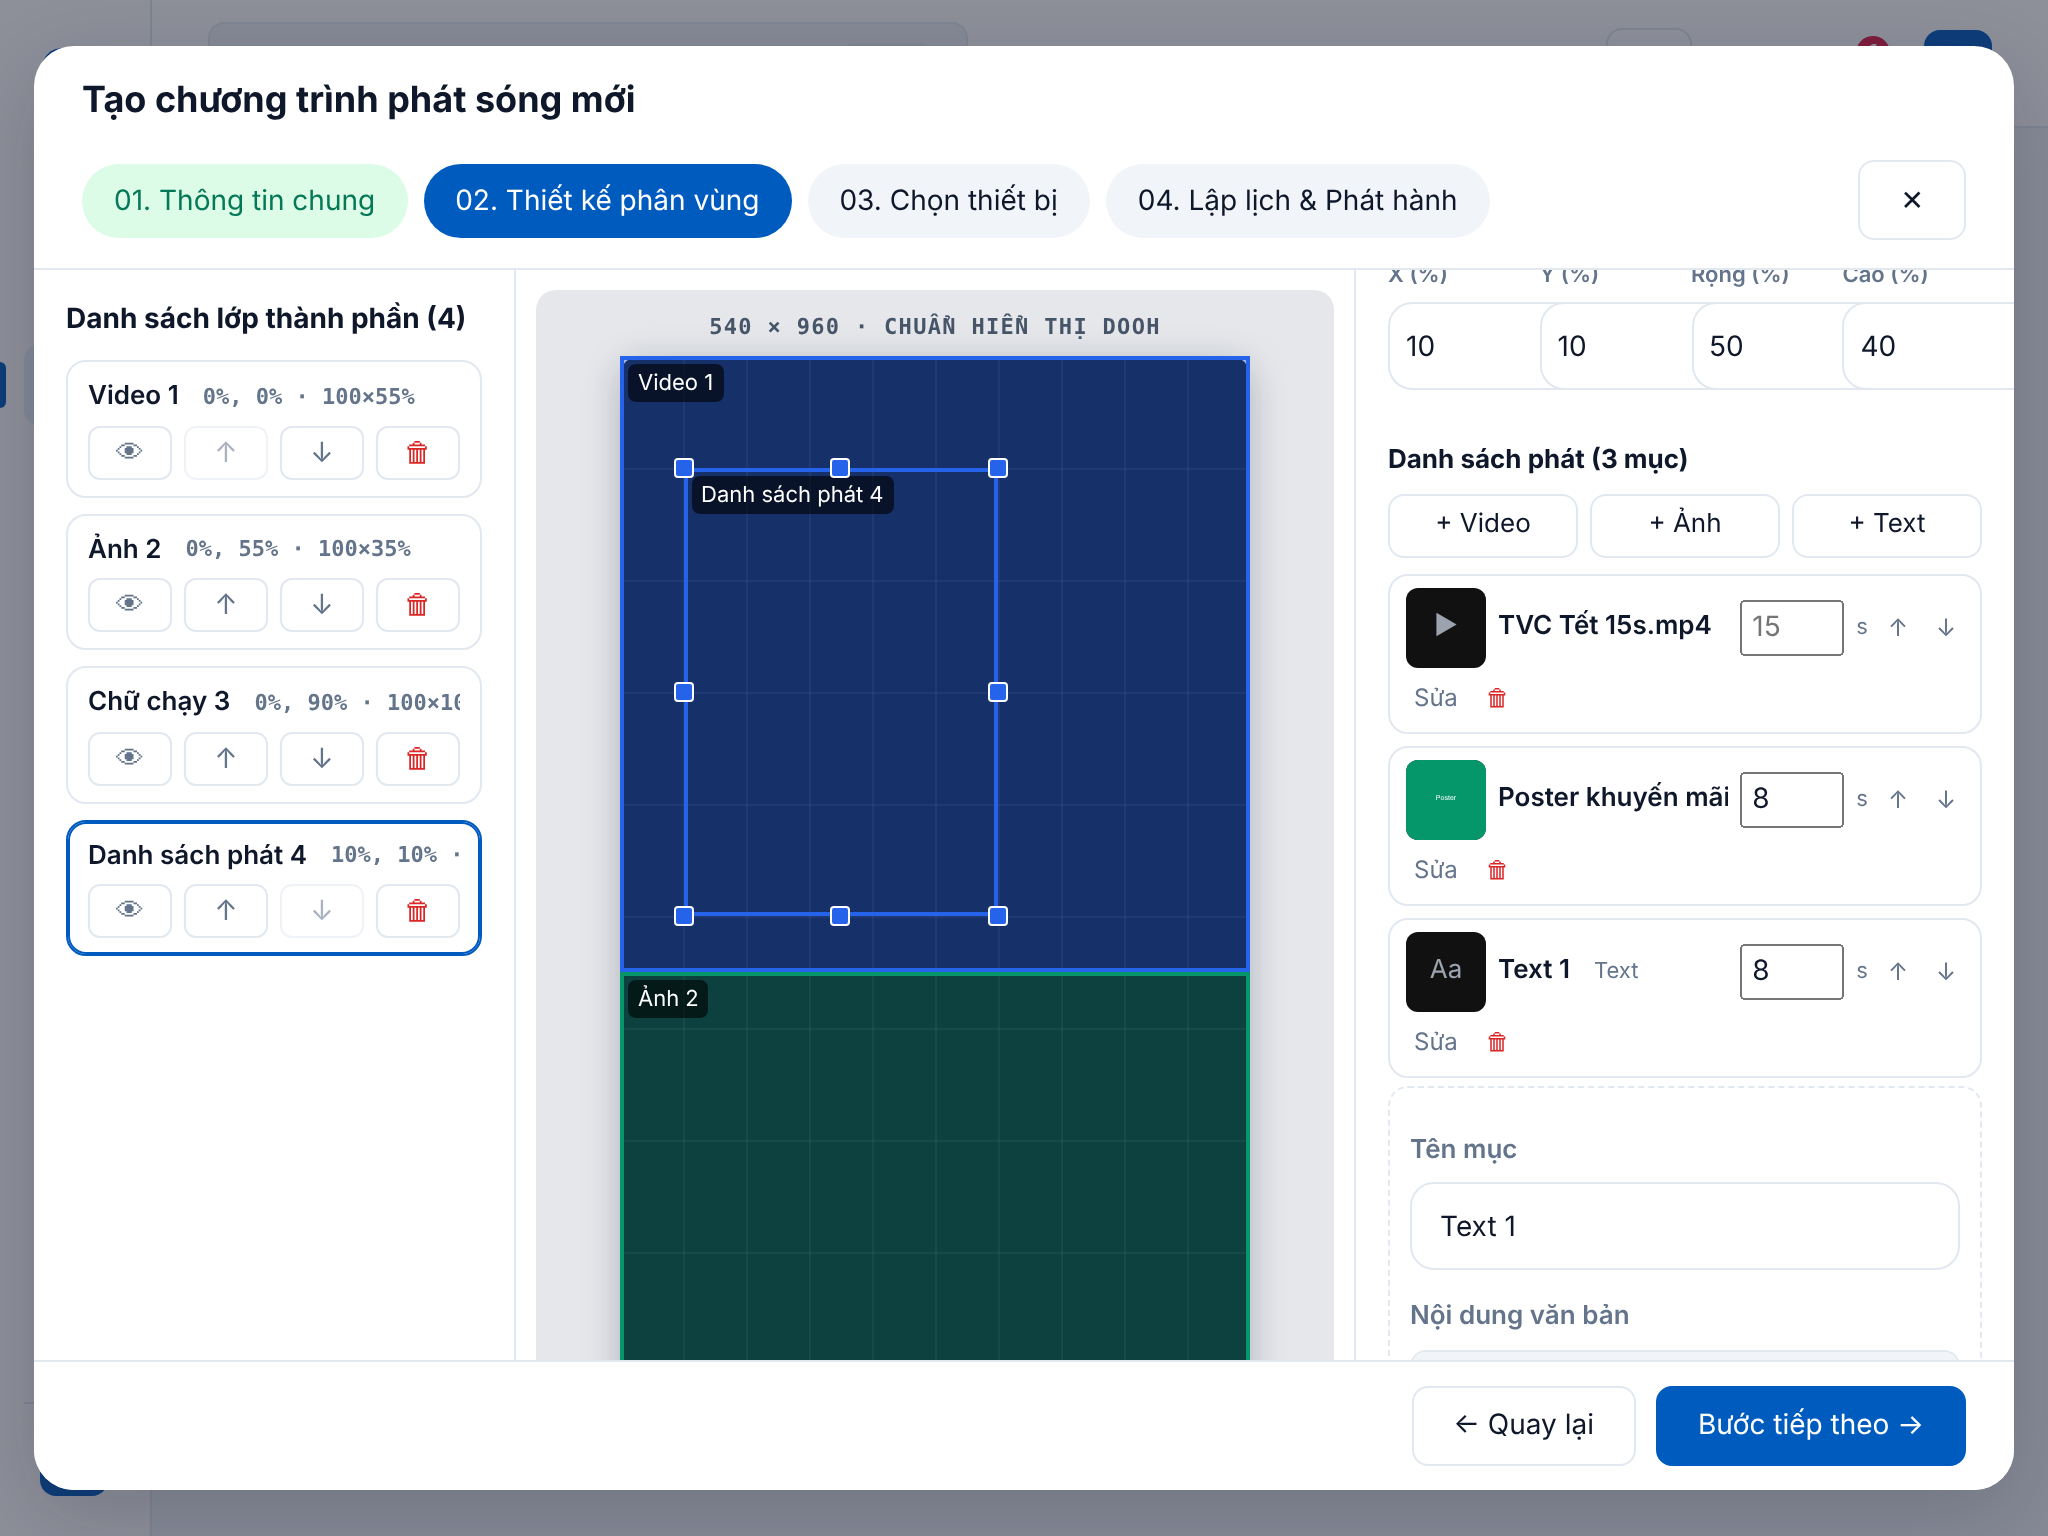 Tạo chương trình phát sóng mới
01. Thông tin chung
02. Thiết kế phân vùng
03. Chọn thiết bị
04. Lập lịch & Phát hành
×
Danh sách lớp thành phần (4)
Video 1 0%, 0% · 100×55%
Ảnh 2 0%, 55% · 100×35%
Chữ chạy 3 0%, 90% · 100×10
Danh sách phát 4 10%, 10% ·
540 × 960 · CHUẨN HIỂN THỊ DOOH
Video 1
Danh sách phát 4
Ảnh 2
X (%) Y (%) Rộng (%) Cao (%)
10 10 50 40
Danh sách phát (3 mục)
+ Video + Ảnh + Text
TVC Tết 15s.mp4 15 s ↑ ↓
Sửa
Poster
Poster khuyến mãi 8 s ↑ ↓
Sửa
Aa
Text 1 Text 8 s ↑ ↓
Sửa
Tên mục
Text 1
Nội dung văn bản
← Quay lại
Bước tiếp theo →